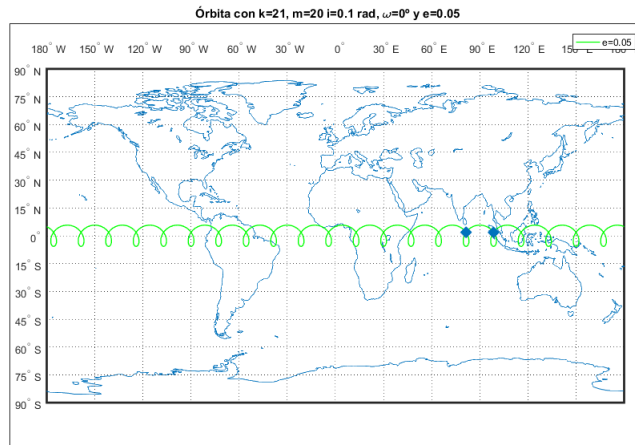 Órbita con k=21, m=20 i=0.1 rad, ω=0º y e=0.05
e=0.05
180° W 150° W 120° W 90° W 60° W 30° W 0° E 30° E 60° E 90° E 120° E 150° E
90° N
75° N
60° N
45° N
30° N
15° N
0°
15° S
30° S
45° S
60° S
75° S
90° S